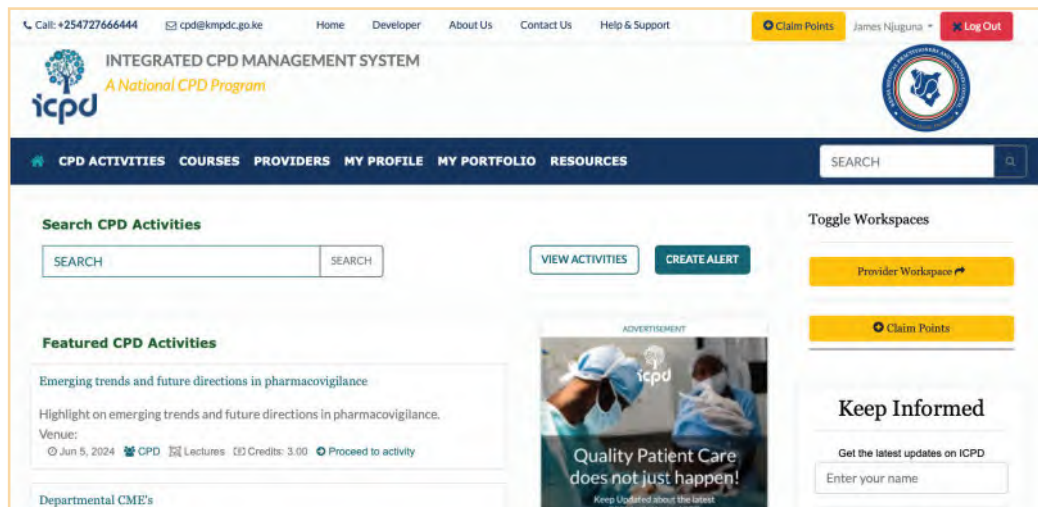 Call: +254727666444 cpd@kmpdc.go.ke Home Developer About Us Contact Us Help & Support Claim Points James Njuguna Log Out
INTEGRATED CPD MANAGEMENT SYSTEM
A National CPD Program
icpd
CPD ACTIVITIES COURSES PROVIDERS MY PROFILE MY PORTFOLIO RESOURCES SEARCH
Search CPD Activities
SEARCH SEARCH VIEW ACTIVITIES CREATE ALERT
Featured CPD Activities
Emerging trends and future directions in pharmacovigilance
Highlight on emerging trends and future directions in pharmacovigilance.
Venue:
Jun 5, 2024 CPD Lectures Credits: 3.00 Proceed to activity
Departmental CME's
ADVERTISEMENT
icpd
Quality Patient Care
does not just happen!
Keep Updated about the latest
Toggle Workspaces
Provider Workspace
Claim Points
Keep Informed
Get the latest updates on ICPD
Enter your name